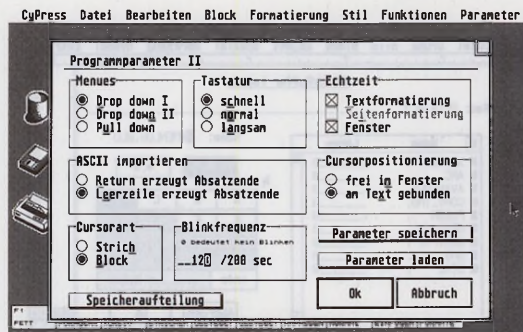 CyPress Datei Bearbeiten Block Formatierung Stil Funktionen Parameter
Programmparameter II
Menues
Drop down I
Drop down II
Pull down
Tastatur
schnell
normal
langsam
Echtzeit
Textformatierung
Seitenformatierung
Fenster
ASCII importieren
Return erzeugt Absatzende
Leerzeile erzeugt Absatzende
Cursorpositionierung
frei in Fenster
am Text gebunden
Cursorart
Strich
Block
Blinkfrequenz
0 bedeutet kein Blinken
__120 /200 sec
Parameter speichern
Parameter laden
Speicheraufteilung
Ok
Abbruch
F1
FETT